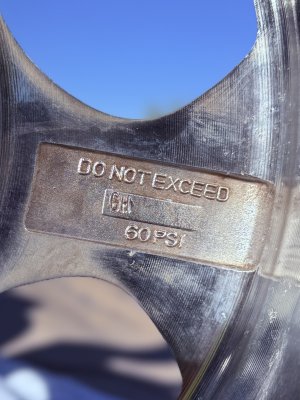 DO NOT EXCEED
60 PSI